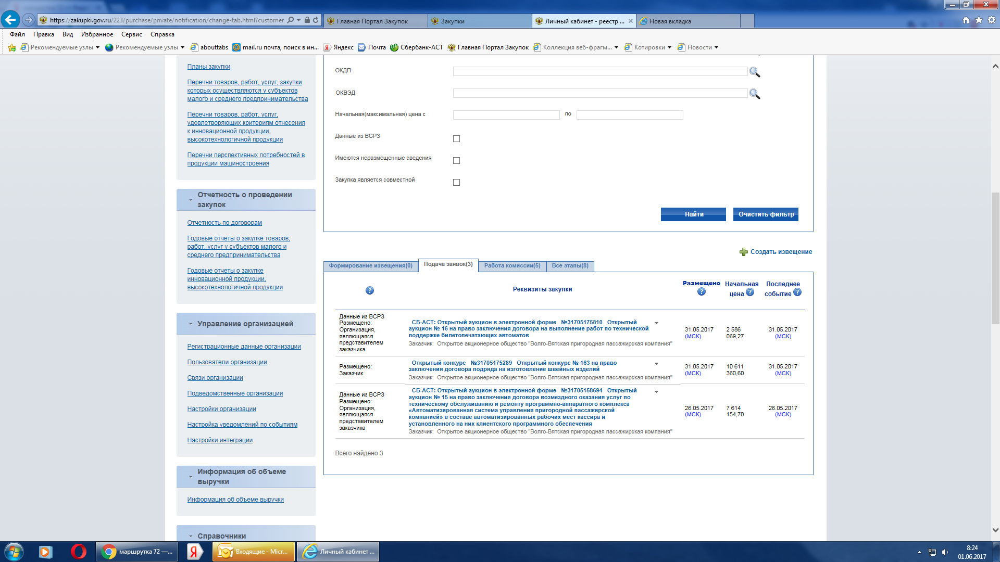 https://zakupki.gov.ru/223/purchase/private/notification/change-tab.html?customer
Главная Портал Закупок
Закупки
Личный кабинет - реестр ...
Новая вкладка
Файл Правка Вид Избранное Сервис Справка
Рекомендуемые узлы Рекомендуемые узлы abouttabs mail.ru почта, поиск в ин... Яндекс Почта Сбербанк-АСТ Главная Портал Закупок Коллекция веб-фрагм... Котировки Новости
Планы закупки
Перечни товаров, работ, услуг, закупки
которых осуществляются у субъектов
малого и среднего предпринимательства
Перечни товаров, работ, услуг,
удовлетворяющих критериям отнесения
к инновационной продукции,
высокотехнологичной продукции
Перечни перспективных потребностей в
продукции машиностроения
Отчетность о проведении
закупок
Отчетность по договорам
Годовые отчеты о закупке товаров,
работ, услуг у субъектов малого и
среднего предпринимательства
Годовые отчеты о закупке
инновационной продукции,
высокотехнологичной продукции
Управление организацией
Регистрационные данные организации
Пользователи организации
Связи организации
Подведомственные организации
Настройки организации
Настройка уведомлений по событиям
Настройки интеграции
Информация об объеме
выручки
Информация об объеме выручки
Справочники
ОКДП
ОКВЭД
Начальная(максимальная) цена с
по
Данные из ВСРЗ
Имеются неразмещенные сведения
Закупка является совместной
Найти
Очистить фильтр
Создать извещение
Формирование извещения(0)
Подача заявок(3)
Работа комиссии(5)
Все этапы(8)
Реквизиты закупки
Размещено
Начальная
цена
Последнее
событие
Данные из ВСРЗ
Размещено:
Организация,
являющаяся
представителем
заказчика
СБ-АСТ: Открытый аукцион в электронной форме №31705175810 Открытый
аукцион № 16 на право заключения договора на выполнение работ по технической
поддержке билетопечатающих автоматов
Заказчик: Открытое акционерное общество "Волго-Вятская пригородная пассажирская компания"
31.05.2017
(МСК)
2 586
069,27
31.05.2017
(МСК)
Размещено:
Заказчик
Открытый конкурс №31705175289 Открытый конкурс № 163 на право
заключения договора подряда на изготовление швейных изделий
Заказчик: Открытое акционерное общество "Волго-Вятская пригородная пассажирская компания"
31.05.2017
(МСК)
10 611
360,60
31.05.2017
(МСК)
Данные из ВСРЗ
Размещено:
Организация,
являющаяся
представителем
заказчика
СБ-АСТ: Открытый аукцион в электронной форме №31705158694 Открытый
аукцион № 15 на право заключения договора возмездного оказания услуг по
техническому обслуживанию и ремонту программно-аппаратного комплекса
«Автоматизированная система управления пригородной пассажирской
компанией» в составе автоматизированных рабочих мест кассира и
установленного на них клиентского программного обеспечения
Заказчик: Открытое акционерное общество "Волго-Вятская пригородная пассажирская компания"
26.05.2017
(МСК)
7 614
154,70
26.05.2017
(МСК)
Всего найдено 3
маршрутка 72 —...
Входящие - Micr...
Личный кабинет ...
8:24
01.06.2017